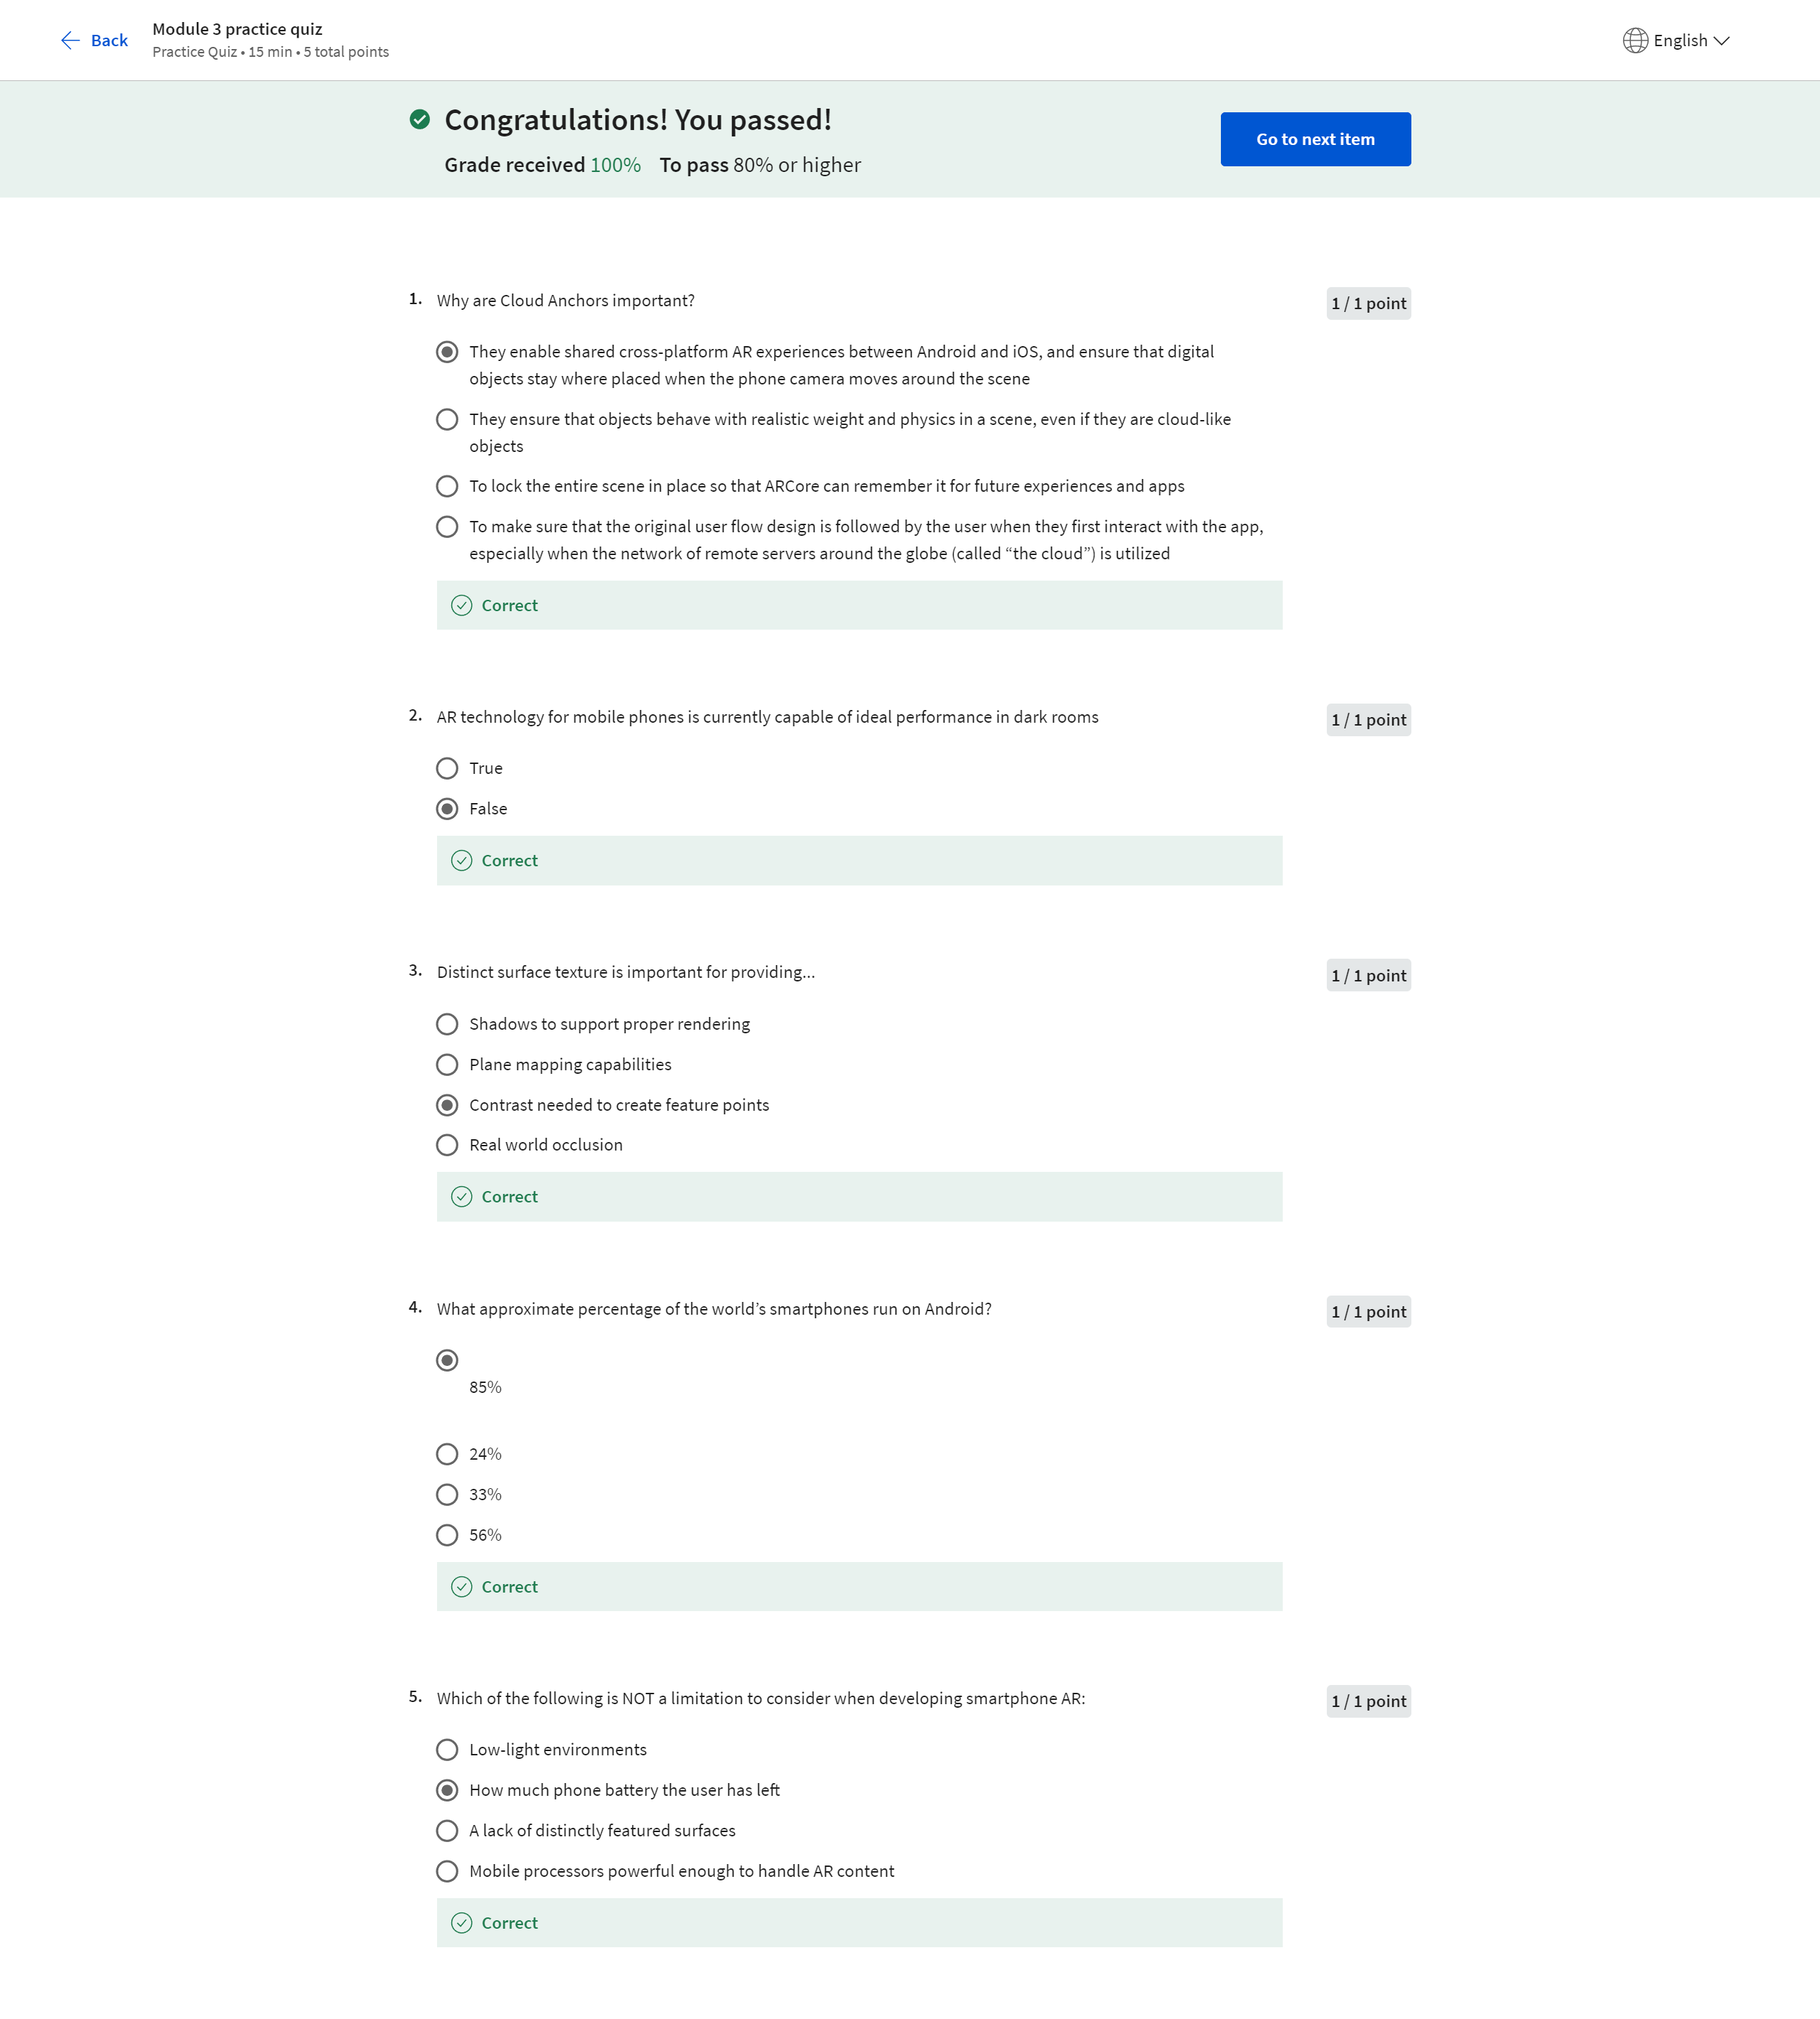 Back
Module 3 practice quiz
Practice Quiz • 15 min • 5 total points
English
Congratulations! You passed!
Grade received 100% To pass 80% or higher
Go to next item
1. Why are Cloud Anchors important?
1 / 1 point
They enable shared cross-platform AR experiences between Android and iOS, and ensure that digital
objects stay where placed when the phone camera moves around the scene
They ensure that objects behave with realistic weight and physics in a scene, even if they are cloud-like
objects
To lock the entire scene in place so that ARCore can remember it for future experiences and apps
To make sure that the original user flow design is followed by the user when they first interact with the app,
especially when the network of remote servers around the globe (called “the cloud”) is utilized
Correct
2. AR technology for mobile phones is currently capable of ideal performance in dark rooms
1 / 1 point
True
False
Correct
3. Distinct surface texture is important for providing...
1 / 1 point
Shadows to support proper rendering
Plane mapping capabilities
Contrast needed to create feature points
Real world occlusion
Correct
4. What approximate percentage of the world’s smartphones run on Android?
1 / 1 point
85%
24%
33%
56%
Correct
5. Which of the following is NOT a limitation to consider when developing smartphone AR:
1 / 1 point
Low-light environments
How much phone battery the user has left
A lack of distinctly featured surfaces
Mobile processors powerful enough to handle AR content
Correct